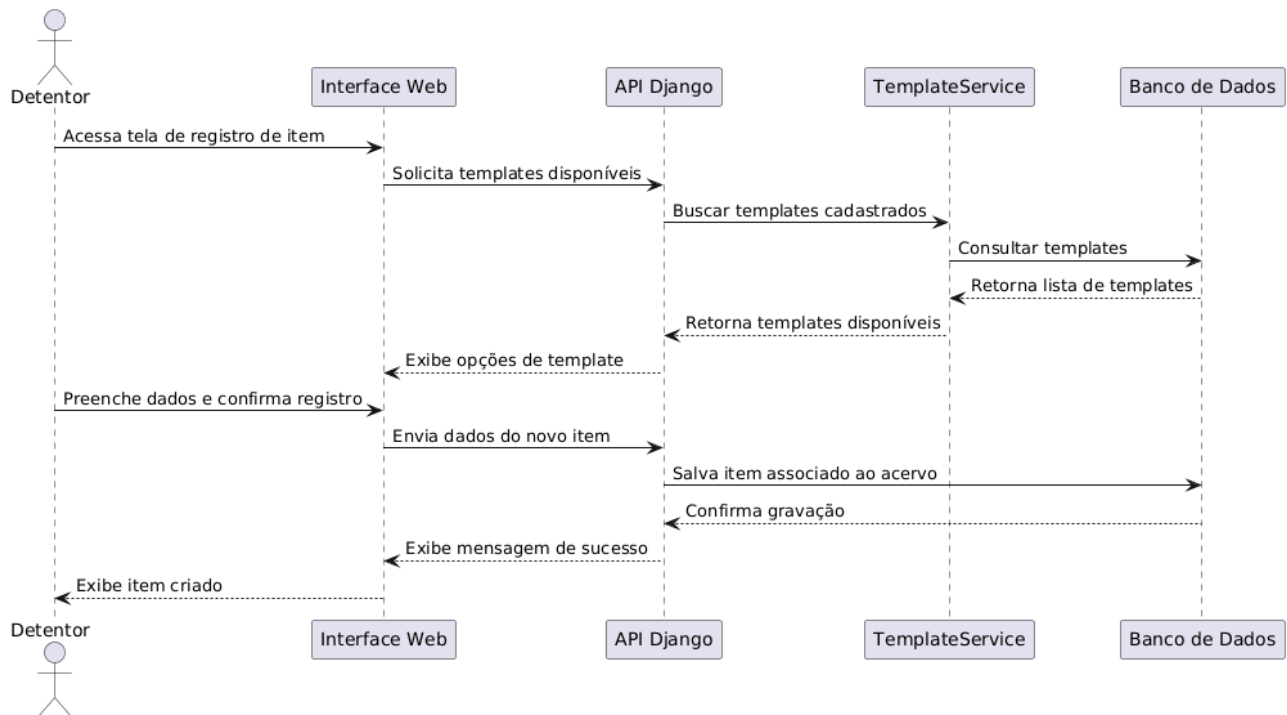 Detentor
Interface Web
API Django
TemplateService
Banco de Dados
Acessa tela de registro de item
Solicita templates disponíveis
Buscar templates cadastrados
Consultar templates
Retorna lista de templates
Retorna templates disponíveis
Exibe opções de template
Preenche dados e confirma registro
Envia dados do novo item
Salva item associado ao acervo
Confirma gravação
Exibe mensagem de sucesso
Exibe item criado
Detentor
Interface Web
API Django
TemplateService
Banco de Dados